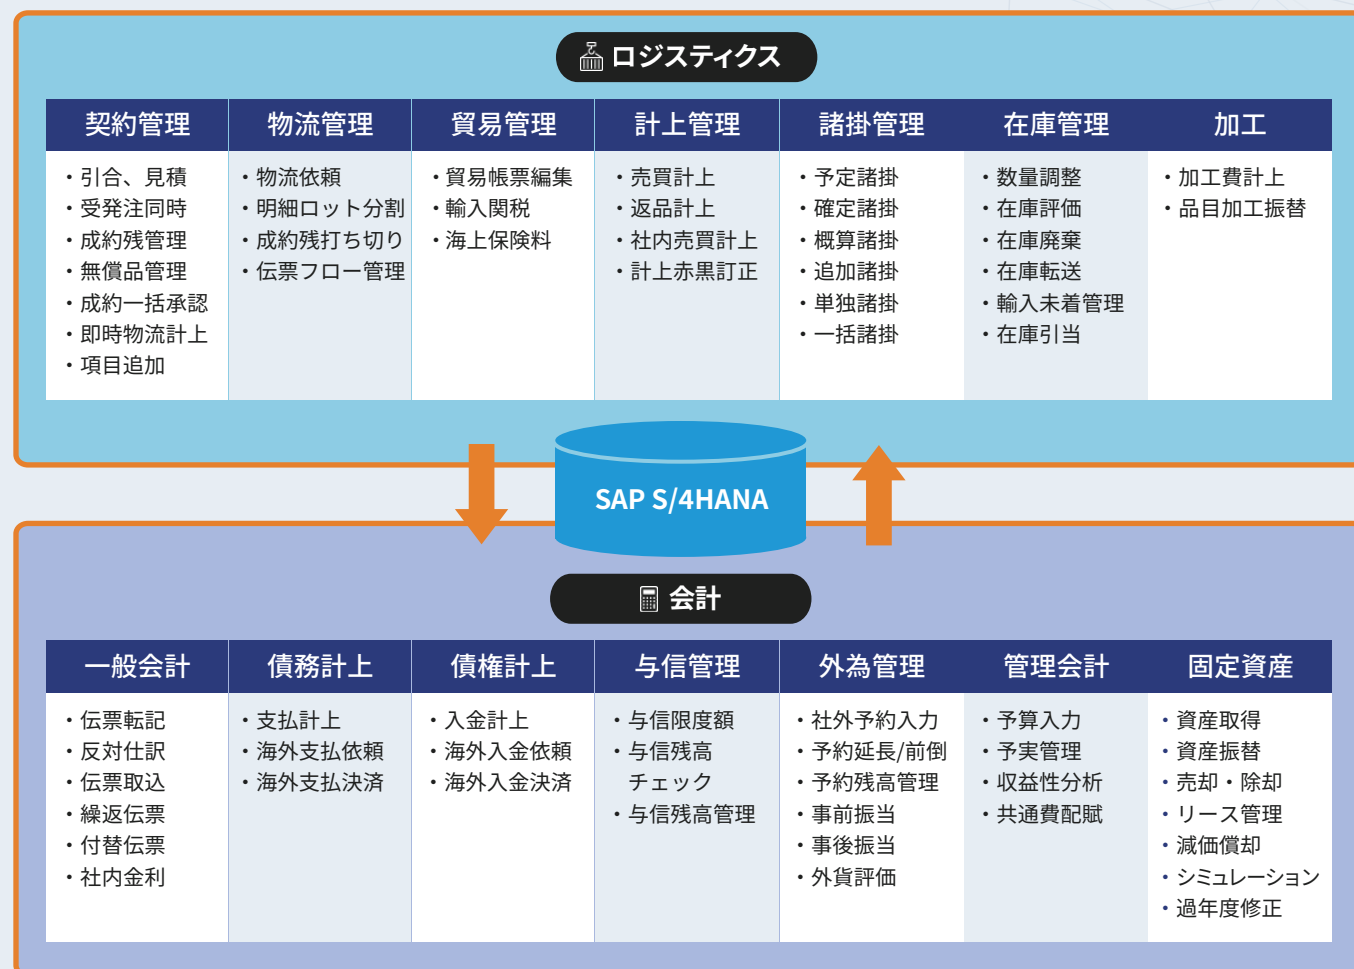 ロジスティクス
契約管理
・引合、見積
・受発注同時
・成約残管理
・無償品管理
・成約一括承認
・即時物流計上
・項目追加
物流管理
・物流依頼
・明細ロット分割
・成約残打ち切り
・伝票フロー管理
貿易管理
・貿易帳票編集
・輸入関税
・海上保険料
計上管理
・売買計上
・返品計上
・社内売買計上
・計上赤黒訂正
諸掛管理
・予定諸掛
・確定諸掛
・概算諸掛
・追加諸掛
・単独諸掛
・一括諸掛
在庫管理
・数量調整
・在庫評価
・在庫廃棄
・在庫転送
・輸入未着管理
・在庫引当
加工
・加工費計上
・品目加工振替
SAP S/4HANA
会計
一般会計
・伝票転記
・反対仕訳
・伝票取込
・繰返伝票
・付替伝票
・社内金利
債務計上
・支払計上
・海外支払依頼
・海外支払決済
債権計上
・入金計上
・海外入金依頼
・海外入金決済
与信管理
・与信限度額
・与信残高
チェック
・与信残高管理
外為管理
・社外予約入力
・予約延長/前倒
・予約残高管理
・事前振当
・事後振当
・外貨評価
管理会計
・予算入力
・予実管理
・収益性分析
・共通費配賦
固定資産
・資産取得
・資産振替
・売却・除却
・リース管理
・減価償却
・シミュレーション
・過年度修正